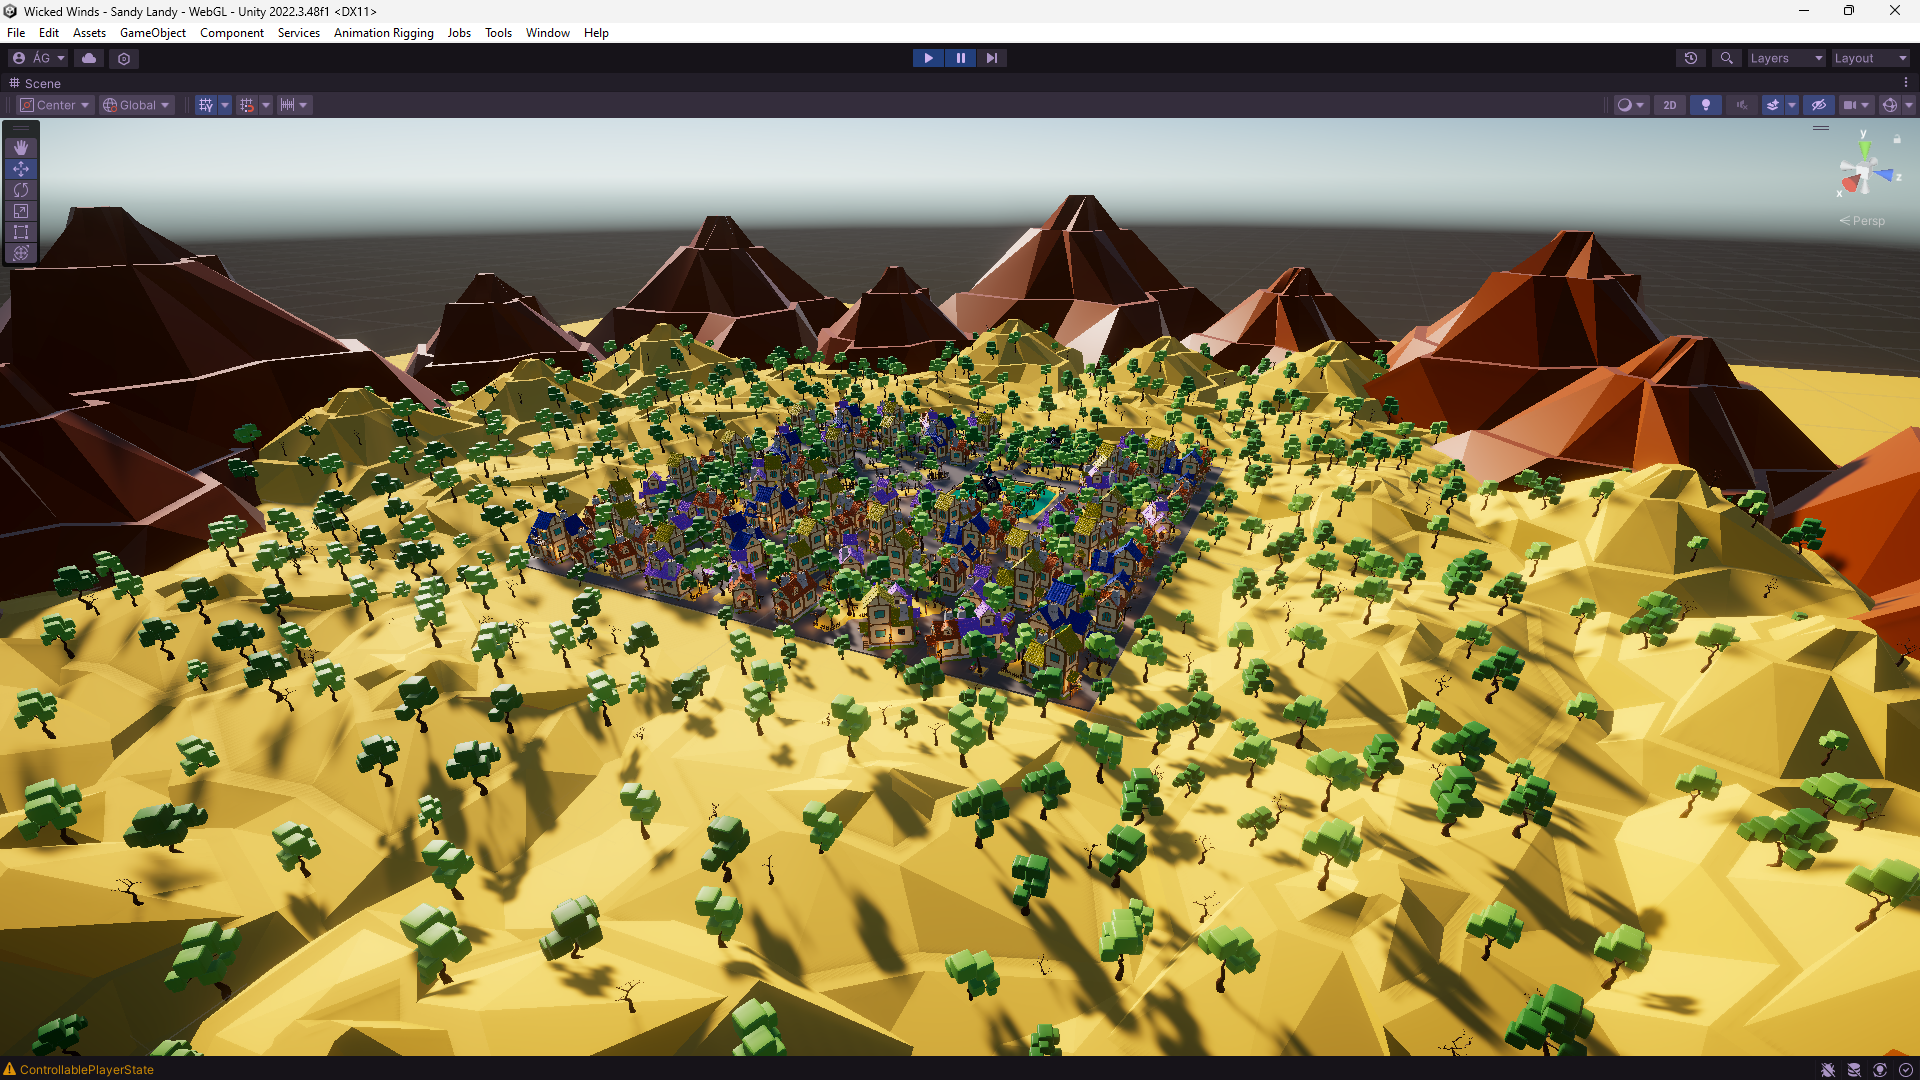 Wicked Winds - Sandy Landy - WebGL - Unity 2022.3.48f1 <DX11>
File Edit Assets GameObject Component Services Animation Rigging Jobs Tools Window Help
ÁG Layers Layout
Scene
Center Global 2D
y
x z
Persp
ControllablePlayerState